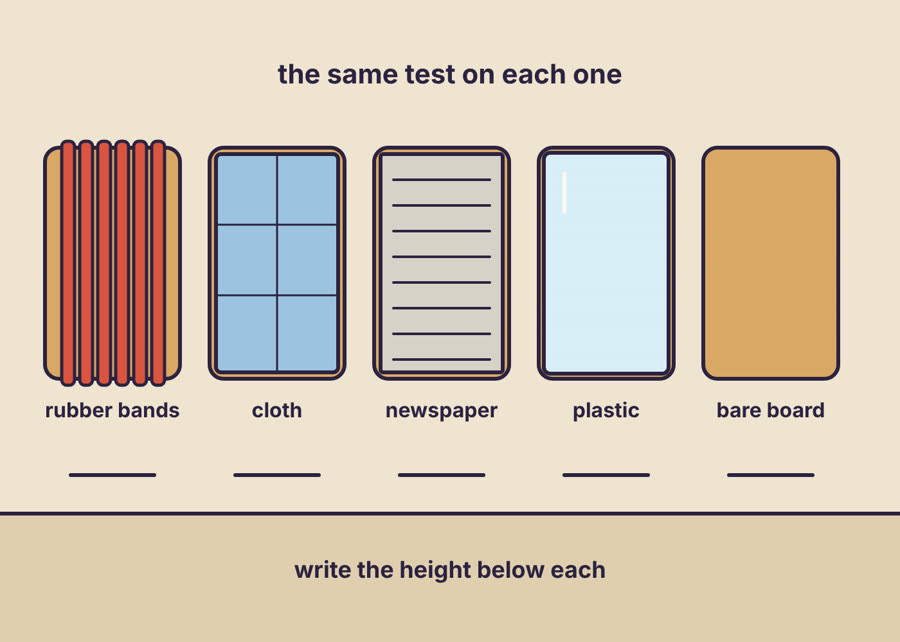 the same test on each one
rubber bands
cloth
newspaper
plastic
bare board
write the height below each